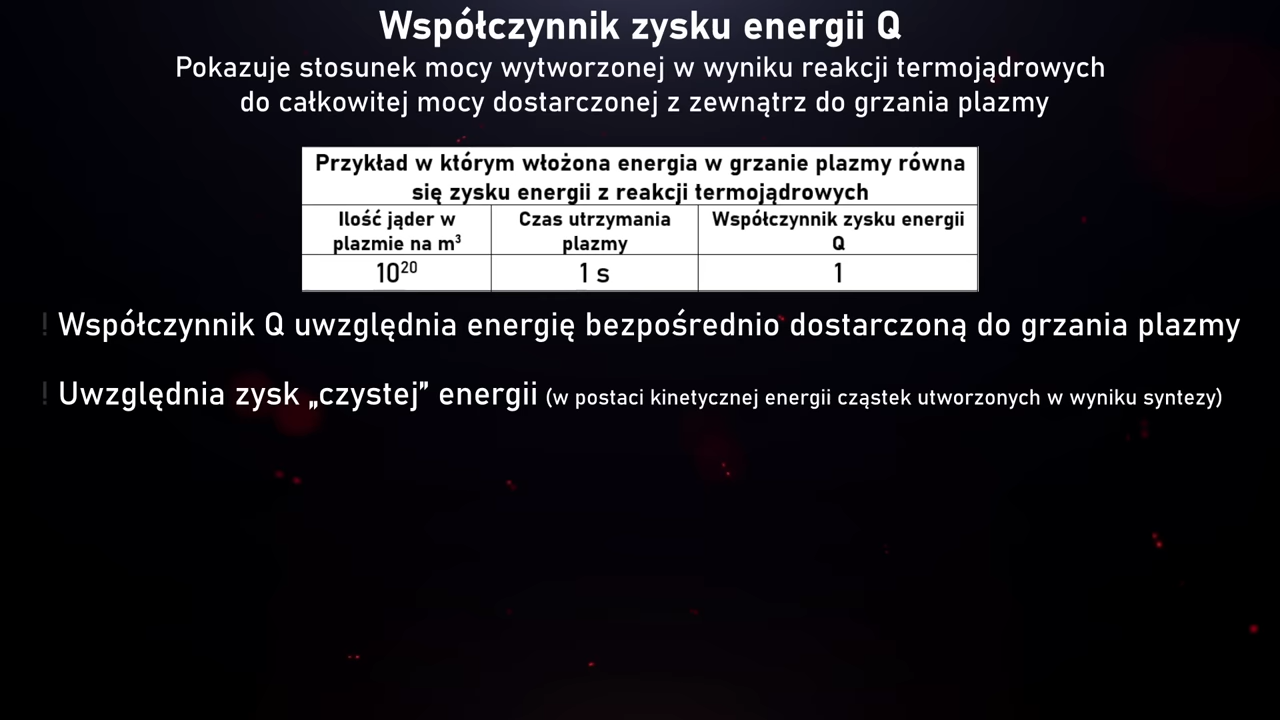 Współczynnik zysku energii Q
Pokazuje stosunek mocy wytworzonej w wyniku reakcji termojądrowych
do całkowitej mocy dostarczonej z zewnątrz do grzania plazmy
Przykład w którym włożona energia w grzanie plazmy równa
się zysku energii z reakcji termojądrowych
Ilość jąder w
plazmie na m³
Czas utrzymania
plazmy
Współczynnik zysku energii
Q
10²⁰
1 s
1
! Współczynnik Q uwzględnia energię bezpośrednio dostarczoną do grzania plazmy
! Uwzględnia zysk „czystej” energii (w postaci kinetycznej energii cząstek utworzonych w wyniku syntezy)